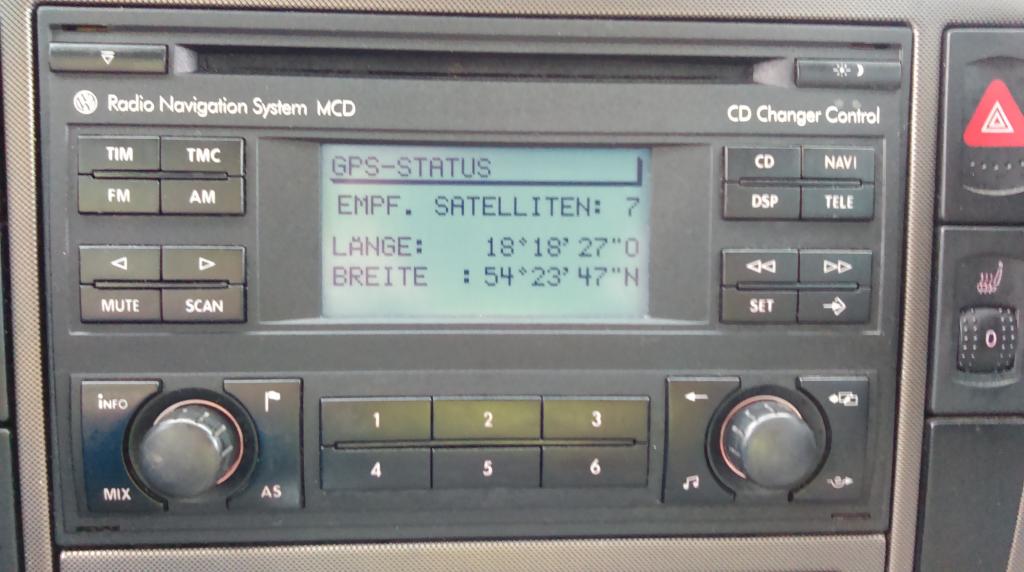 Radio Navigation System MCD
CD Changer Control
TIM TMC
FM AM
MUTE SCAN
GPS-STATUS
EMPF. SATELLITEN: 7
LÄNGE: 18°18'27"O
BREITE : 54°23'47"N
CD NAVI
DSP TELE
SET
INFO
MIX AS
1 2 3
4 5 6
0